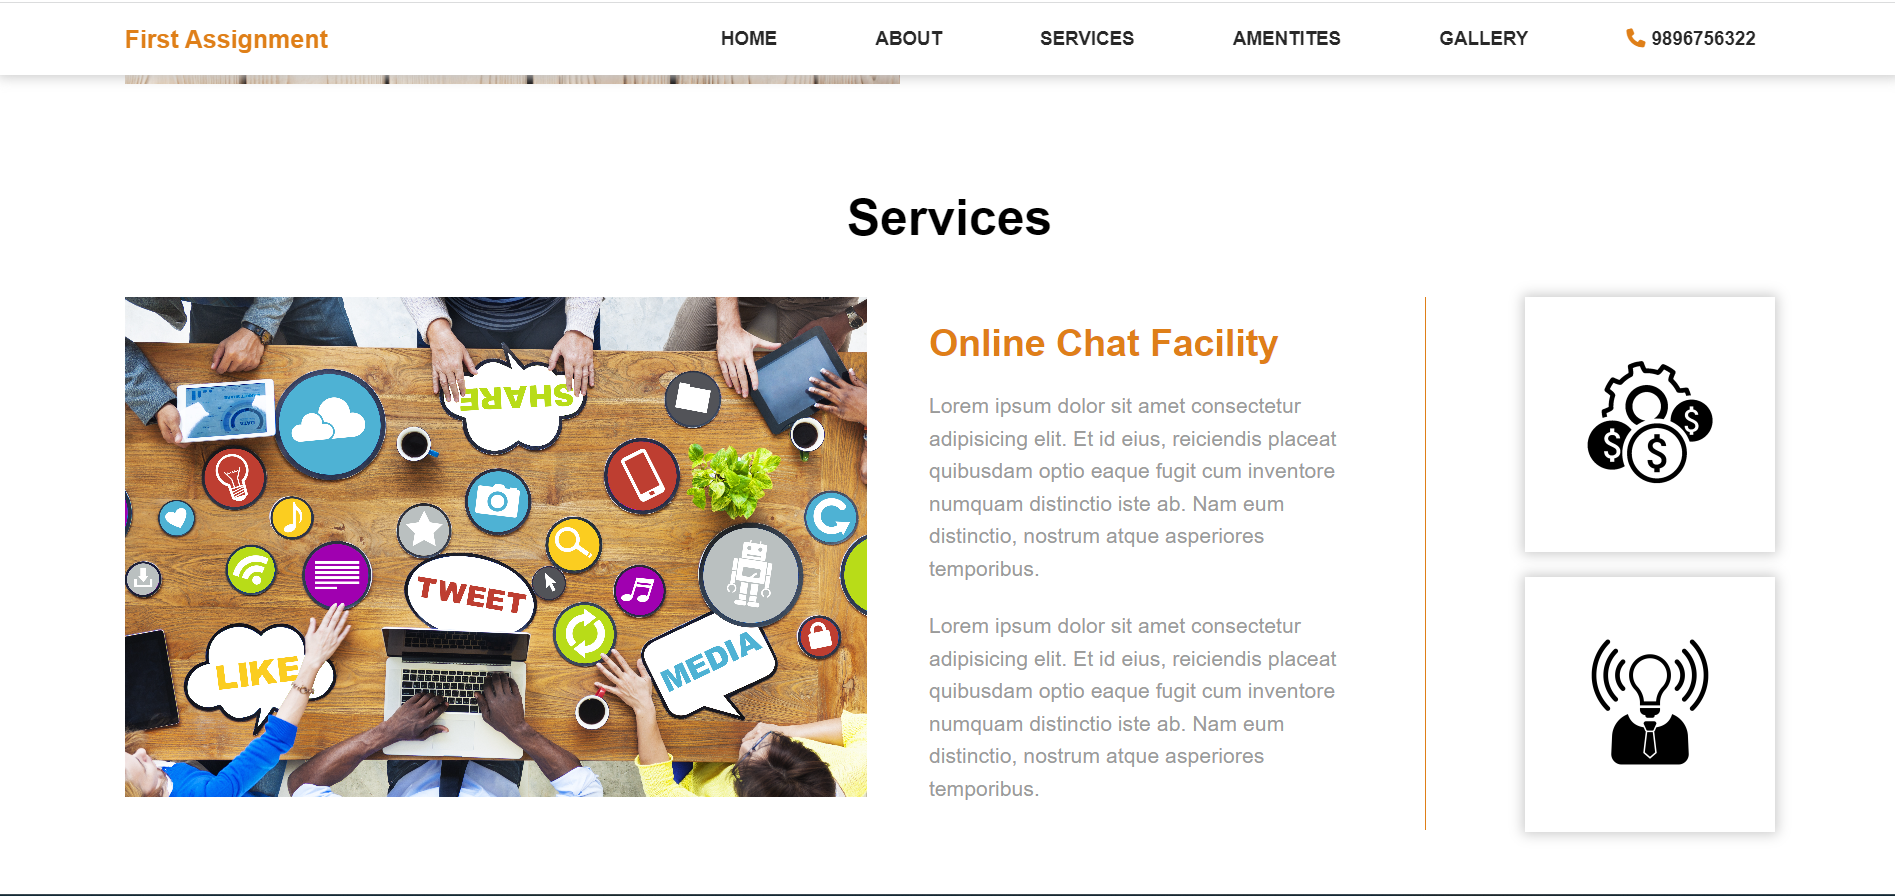 First Assignment
HOME
ABOUT
SERVICES
AMENTITES
GALLERY
9896756322
Services
SHARE
TWEET
LIKE
MEDIA
Online Chat Facility
Lorem ipsum dolor sit amet consectetur
adipisicing elit. Et id eius, reiciendis placeat
quibusdam optio eaque fugit cum inventore
numquam distinctio iste ab. Nam eum
distinctio, nostrum atque asperiores
temporibus.
Lorem ipsum dolor sit amet consectetur
adipisicing elit. Et id eius, reiciendis placeat
quibusdam optio eaque fugit cum inventore
numquam distinctio iste ab. Nam eum
distinctio, nostrum atque asperiores
temporibus.
$
$
$